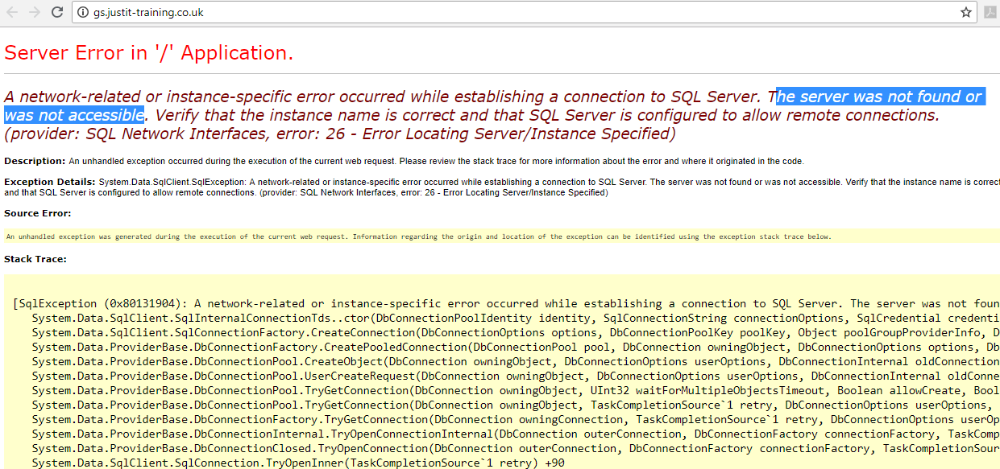 gs.justit-training.co.uk
Server Error in '/' Application.
A network-related or instance-specific error occurred while establishing a connection to SQL Server. The server was not found or
was not accessible. Verify that the instance name is correct and that SQL Server is configured to allow remote connections.
(provider: SQL Network Interfaces, error: 26 - Error Locating Server/Instance Specified)
Description: An unhandled exception occurred during the execution of the current web request. Please review the stack trace for more information about the error and where it originated in the code.
Exception Details: System.Data.SqlClient.SqlException: A network-related or instance-specific error occurred while establishing a connection to SQL Server. The server was not found or was not accessible. Verify that the instance name is correct
and that SQL Server is configured to allow remote connections. (provider: SQL Network Interfaces, error: 26 - Error Locating Server/Instance Specified)
Source Error:
An unhandled exception was generated during the execution of the current web request. Information regarding the origin and location of the exception can be identified using the exception stack trace below.
Stack Trace:
[SqlException (0x80131904): A network-related or instance-specific error occurred while establishing a connection to SQL Server. The server was not foun
System.Data.SqlClient.SqlInternalConnectionTds..ctor(DbConnectionPoolIdentity identity, SqlConnectionString connectionOptions, SqlCredential credenti
System.Data.SqlClient.SqlConnectionFactory.CreateConnection(DbConnectionOptions options, DbConnectionPoolKey poolKey, Object poolGroupProviderInfo, D
System.Data.ProviderBase.DbConnectionFactory.CreatePooledConnection(DbConnectionPool pool, DbConnection owningObject, DbConnectionOptions options, Db
System.Data.ProviderBase.DbConnectionPool.CreateObject(DbConnection owningObject, DbConnectionOptions userOptions, DbConnectionInternal oldConnection
System.Data.ProviderBase.DbConnectionPool.UserCreateRequest(DbConnection owningObject, DbConnectionOptions userOptions, DbConnectionInternal oldConne
System.Data.ProviderBase.DbConnectionPool.TryGetConnection(DbConnection owningObject, UInt32 waitForMultipleObjectsTimeout, Boolean allowCreate, Bool
System.Data.ProviderBase.DbConnectionPool.TryGetConnection(DbConnection owningObject, TaskCompletionSource`1 retry, DbConnectionOptions userOptions,
System.Data.ProviderBase.DbConnectionFactory.TryGetConnection(DbConnection owningConnection, TaskCompletionSource`1 retry, DbConnectionOptions userOp
System.Data.ProviderBase.DbConnectionInternal.TryOpenConnectionInternal(DbConnection outerConnection, DbConnectionFactory connectionFactory, TaskComp
System.Data.ProviderBase.DbConnectionClosed.TryOpenConnection(DbConnection outerConnection, DbConnectionFactory connectionFactory, TaskCompletionSour
System.Data.SqlClient.SqlConnection.TryOpenInner(TaskCompletionSource`1 retry) +90